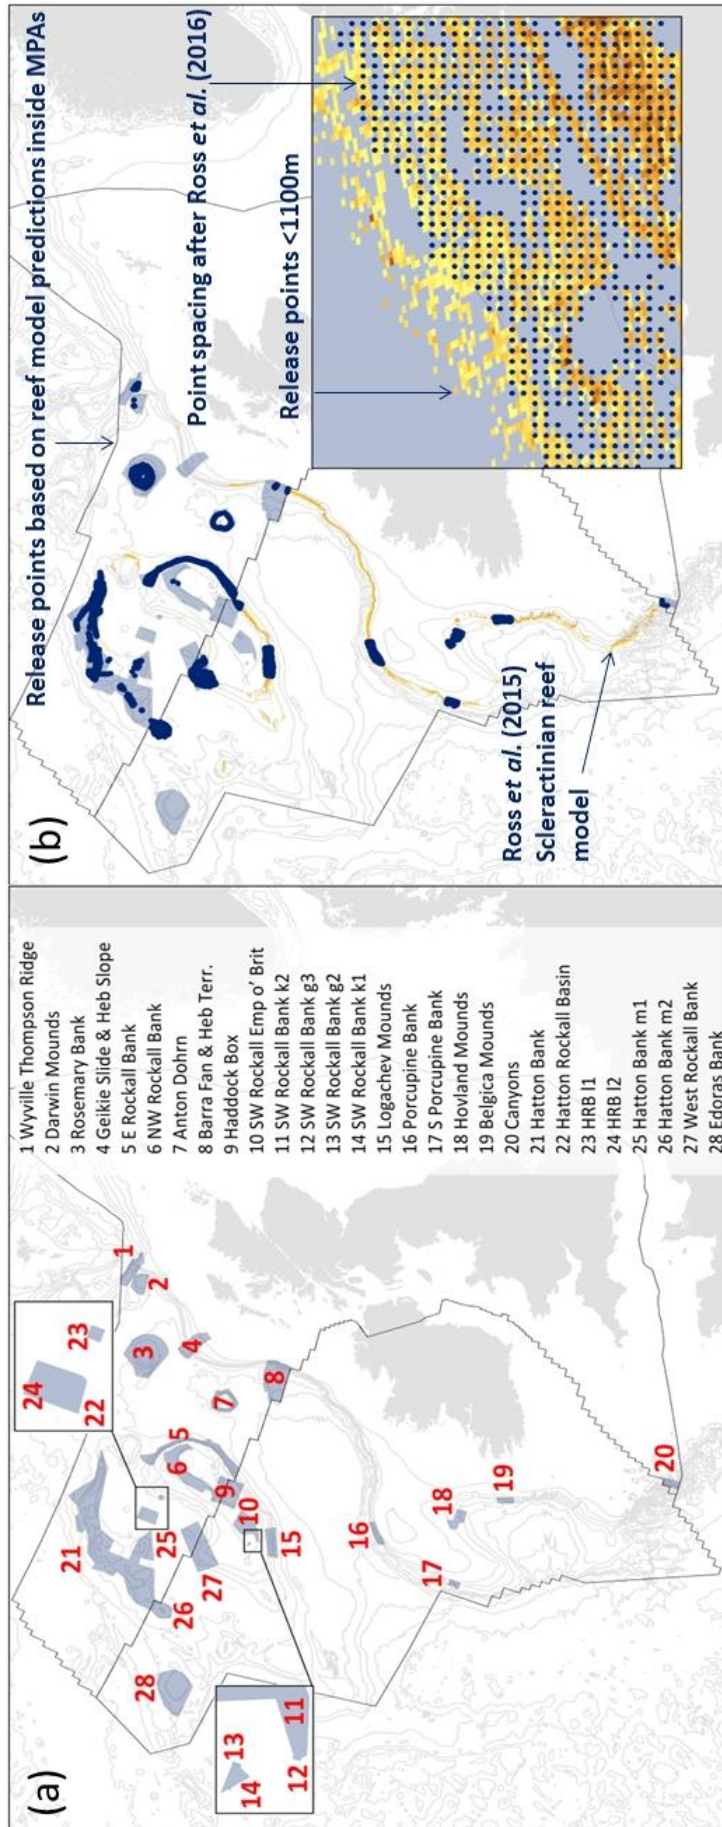 (a)
1 Wyville Thompson Ridge
2 Darwin Mounds
3 Rosemary Bank
4 Geikie Slide & Heb Slope
5 E Rockall Bank
6 NW Rockall Bank
7 Anton Dohrn
8 Barra Fan & Heb Terr.
9 Haddock Box
10 SW Rockall Emp o' Brit
11 SW Rockall Bank k2
12 SW Rockall Bank g3
13 SW Rockall Bank g2
14 SW Rockall Bank k1
15 Logachev Mounds
16 Porcupine Bank
17 S Porcupine Bank
18 Hovland Mounds
19 Belgica Mounds
20 Canyons
21 Hatton Bank
22 Hatton Rockall Basin
23 HRB l1
24 HRB l2
25 Hatton Bank m1
26 Hatton Bank m2
27 West Rockall Bank
28 Edoras Bank
24
23
22
1
2
3
4
21
5
6
25
7
9
8
26
27
10
28
15
13
14
11
12
16
18
17
19
20
(b)
Release points based on reef model predictions inside MPAs
Point spacing after Ross et al. (2016)
Release points <1100m
Ross et al. (2015)
Scleractinian reef
model